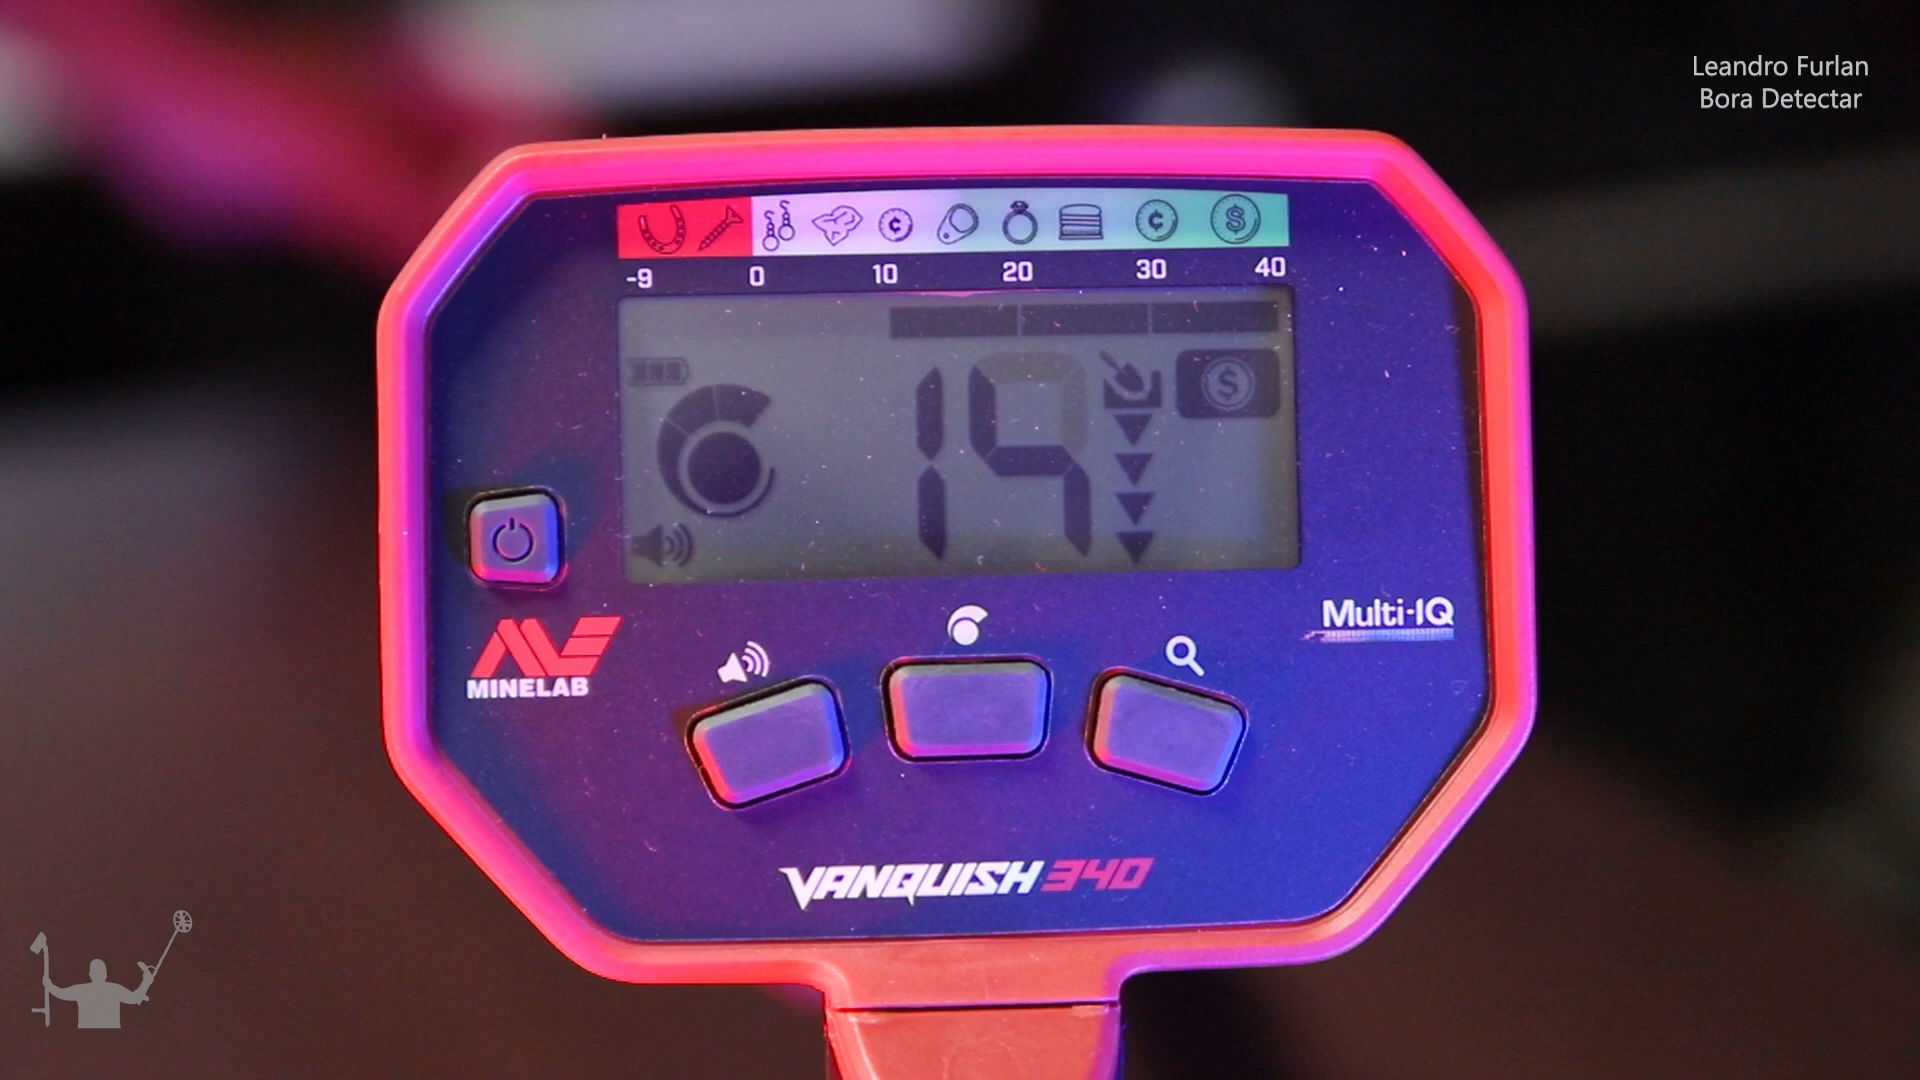 Leandro Furlan
Bora Detectar
-9 0 10 20 30 40
19
Multi-IQ
MINELAB
VANQUISH 340